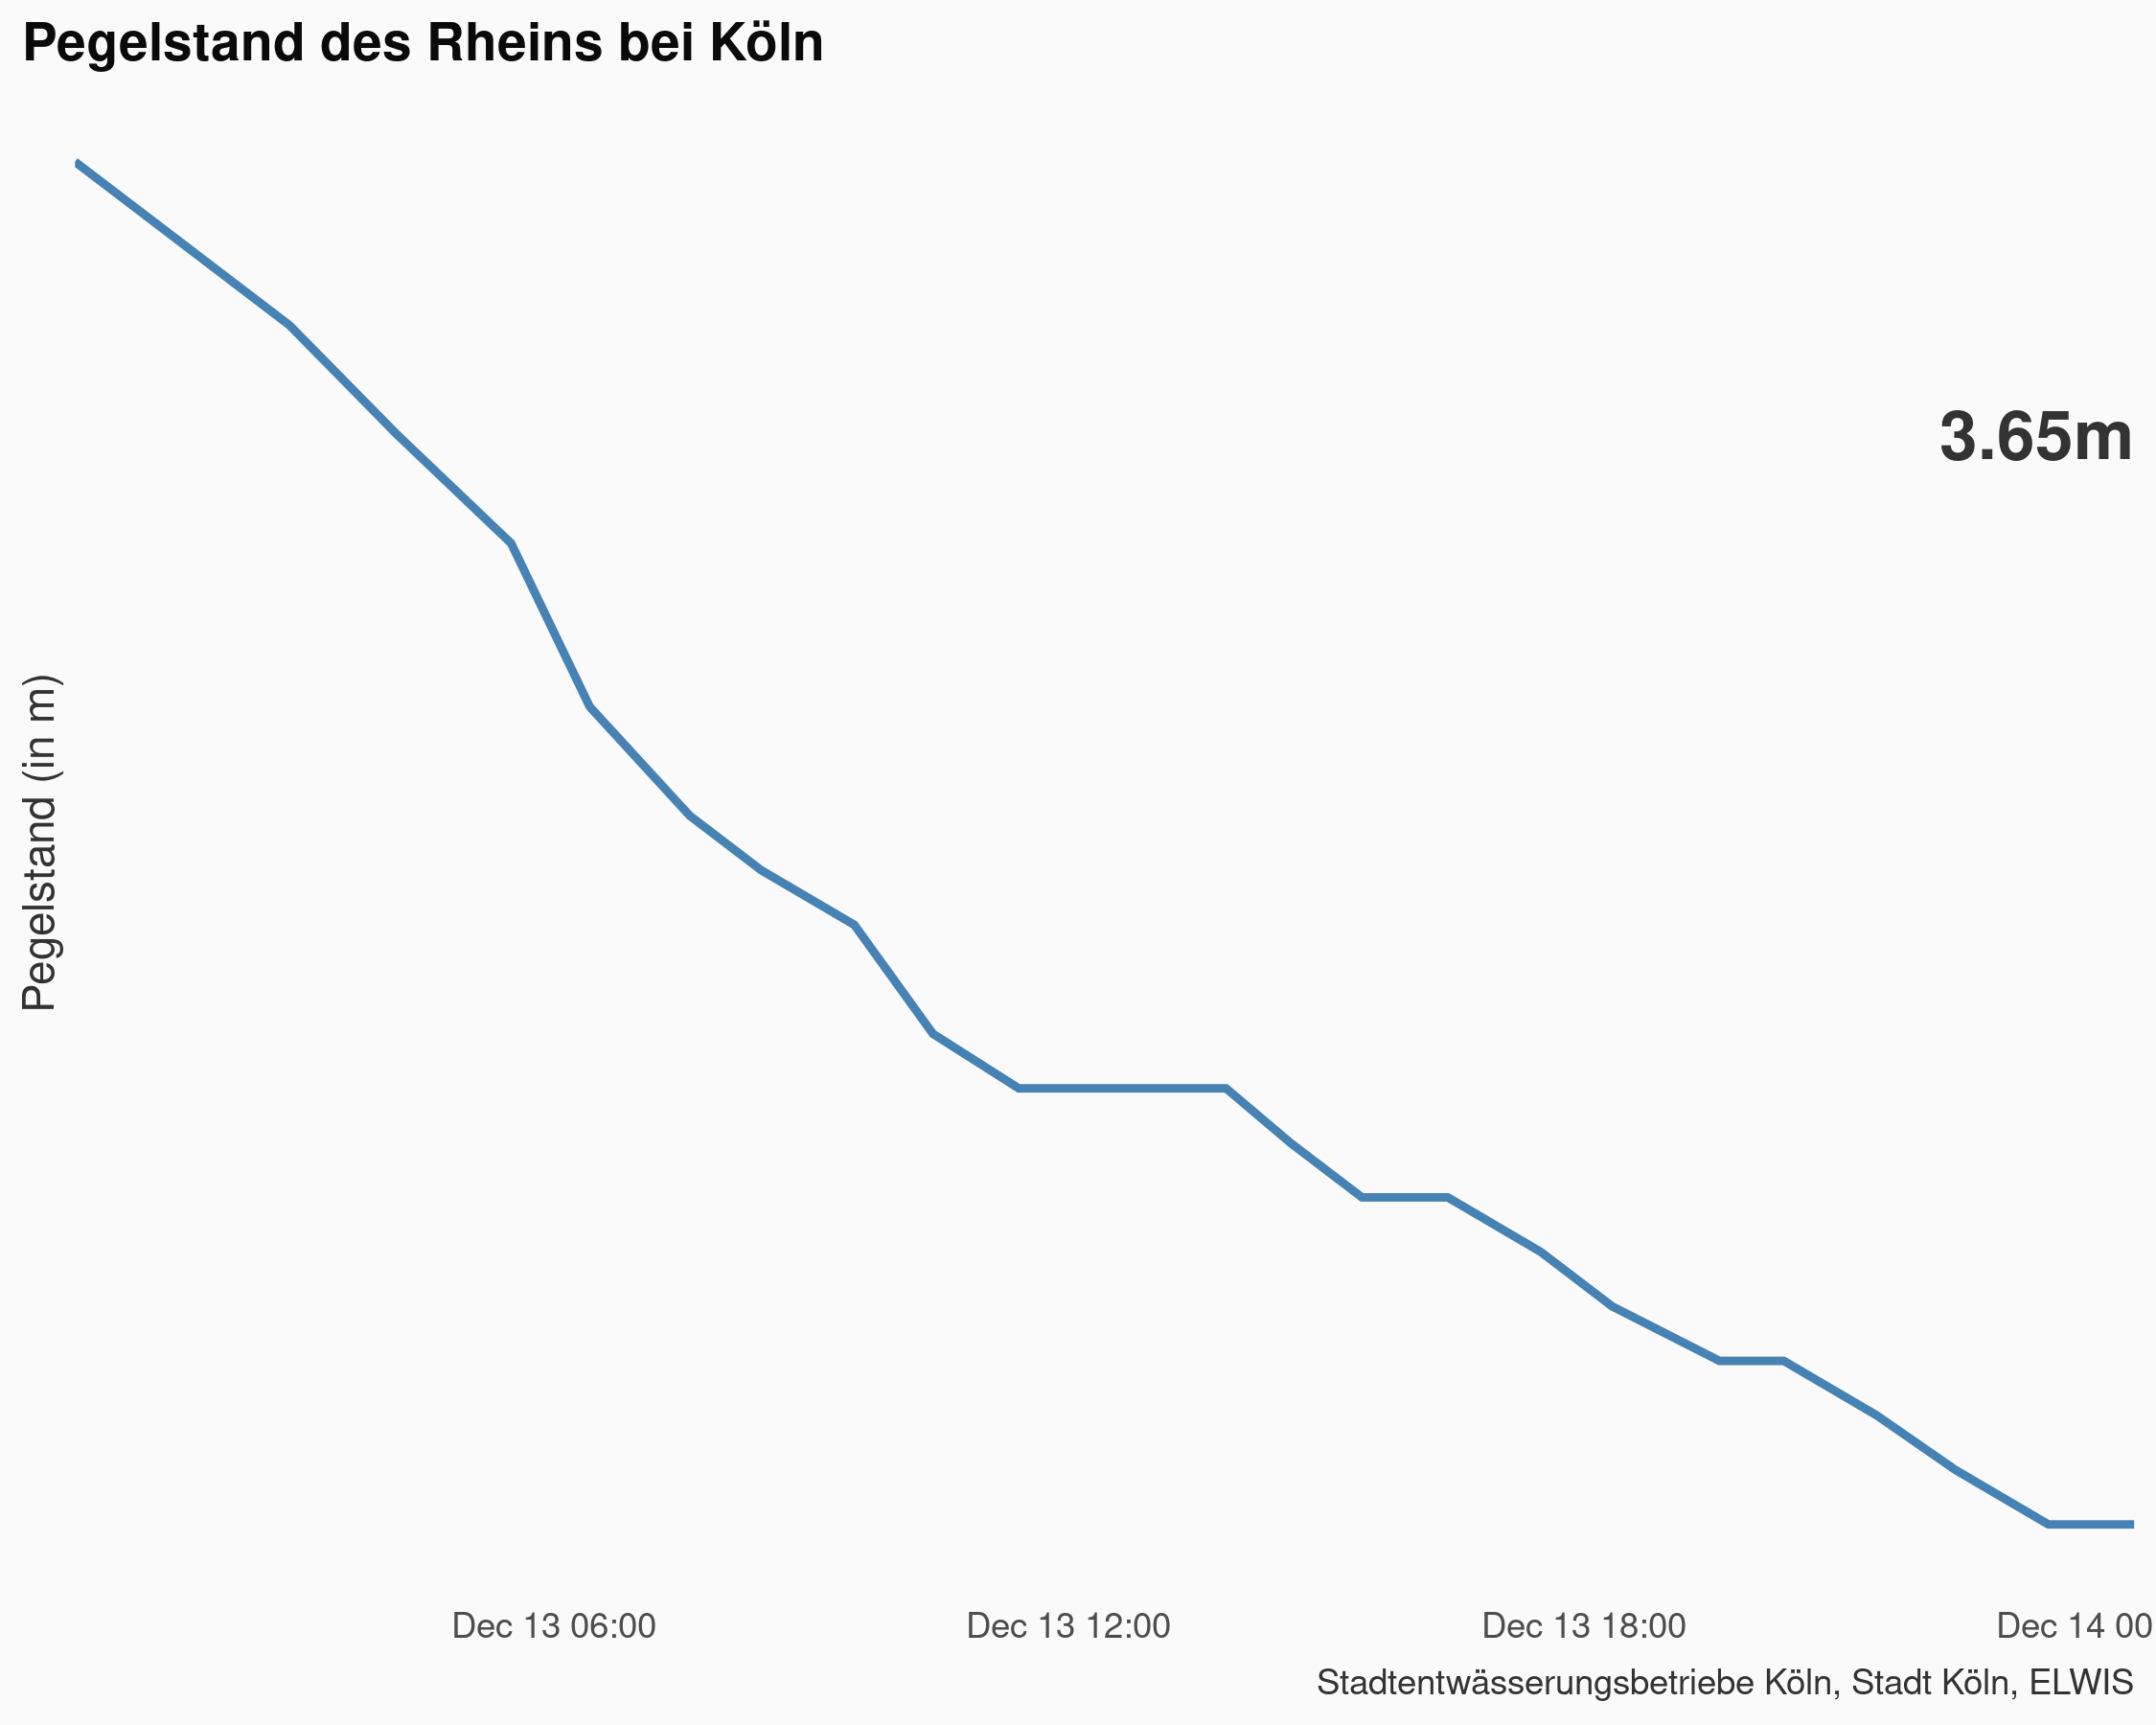 Pegelstand des Rheins bei Köln
3.65m
Pegelstand (in m)
Dec 13 06:00
Dec 13 12:00
Dec 13 18:00
Dec 14 00
Stadtentwässerungsbetriebe Köln, Stadt Köln, ELWIS